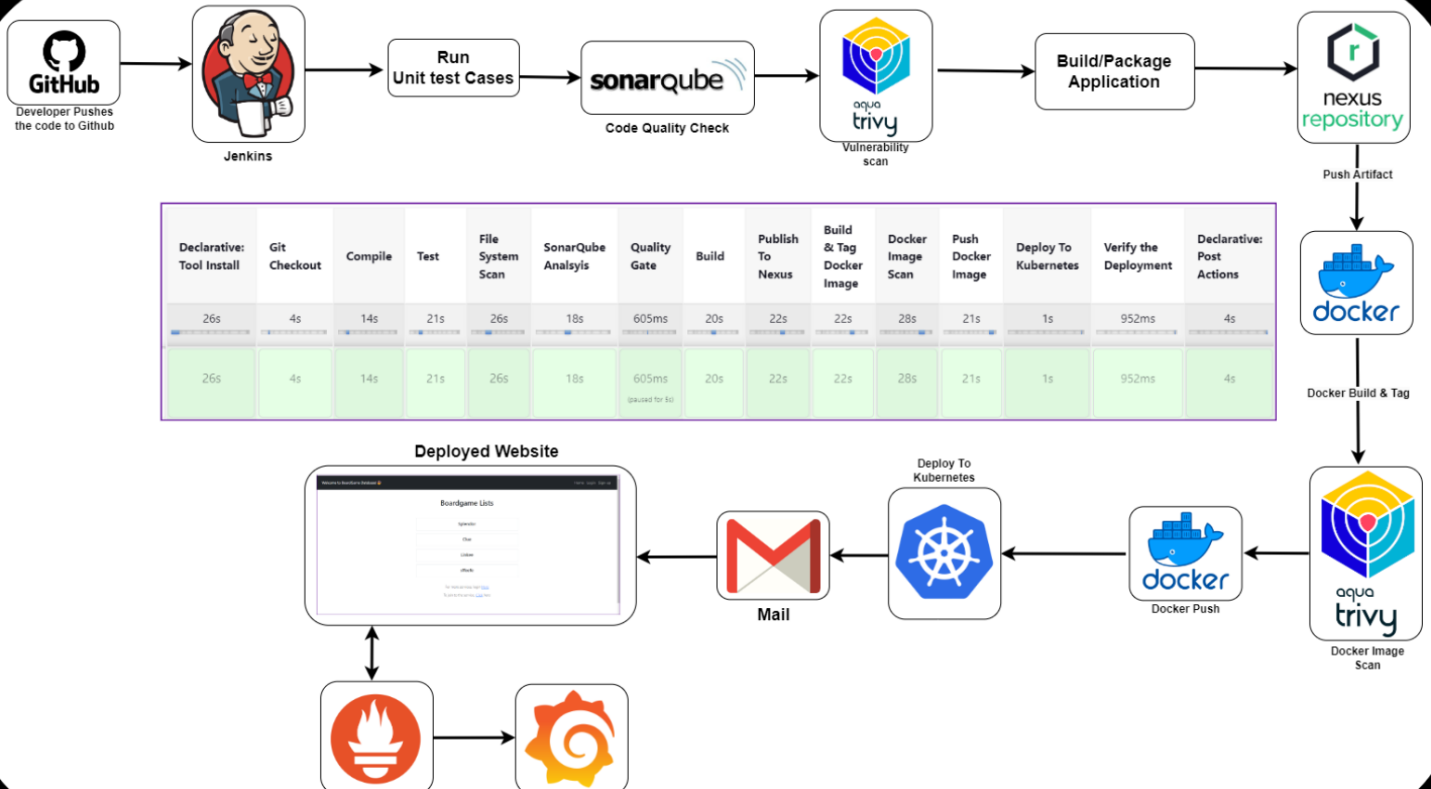 GitHub
Developer Pushes
the code to Github
Jenkins
Run
Unit test Cases
sonarqube
Code Quality Check
aqua
trivy
Vulnerability
scan
Build/Package
Application
r
nexus
repository
Push Artifact
docker
Docker Build & Tag
Declarative:
Tool Install
Git
Checkout
Compile
Test
File
System
Scan
SonarQube
Analsyis
Quality
Gate
Build
Publish
To
Nexus
Build
& Tag
Docker
Image
Docker
Image
Scan
Push
Docker
Image
Deploy To
Kubernetes
Verify the
Deployment
Declarative:
Post
Actions
26s 4s 14s 21s 26s 18s 605ms 20s 22s 22s 28s 21s 1s 952ms 4s
26s 4s 14s 21s 26s 18s 605ms 20s 22s 22s 28s 21s 1s 952ms 4s
(paused for 5s)
aqua
trivy
Docker Image
Scan
docker
Docker Push
Deploy To
Kubernetes
Mail
Deployed Website
Boardgame Lists